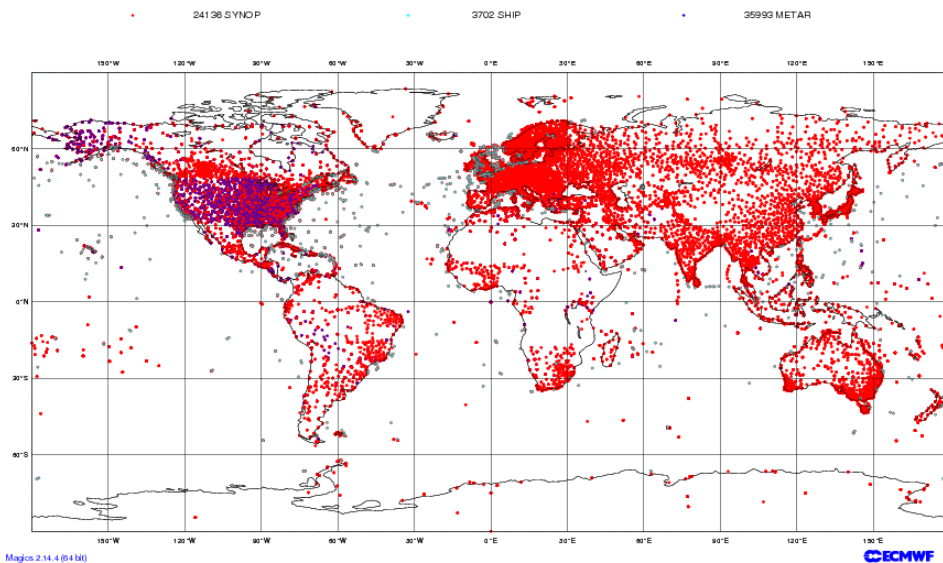 24136 SYNOP 3702 SHIP 35993 METAR
150°W 120°W 90°W 60°W 30°W 0°E 30°E 60°E 90°E 120°E 150°E
60°N
30°N
0°N
30°S
60°S
150°W 120°W 90°W 60°W 30°W 0°E 30°E 60°E 90°E 120°E 150°E
Magics 2.14.4 (64 bit) ECMWF